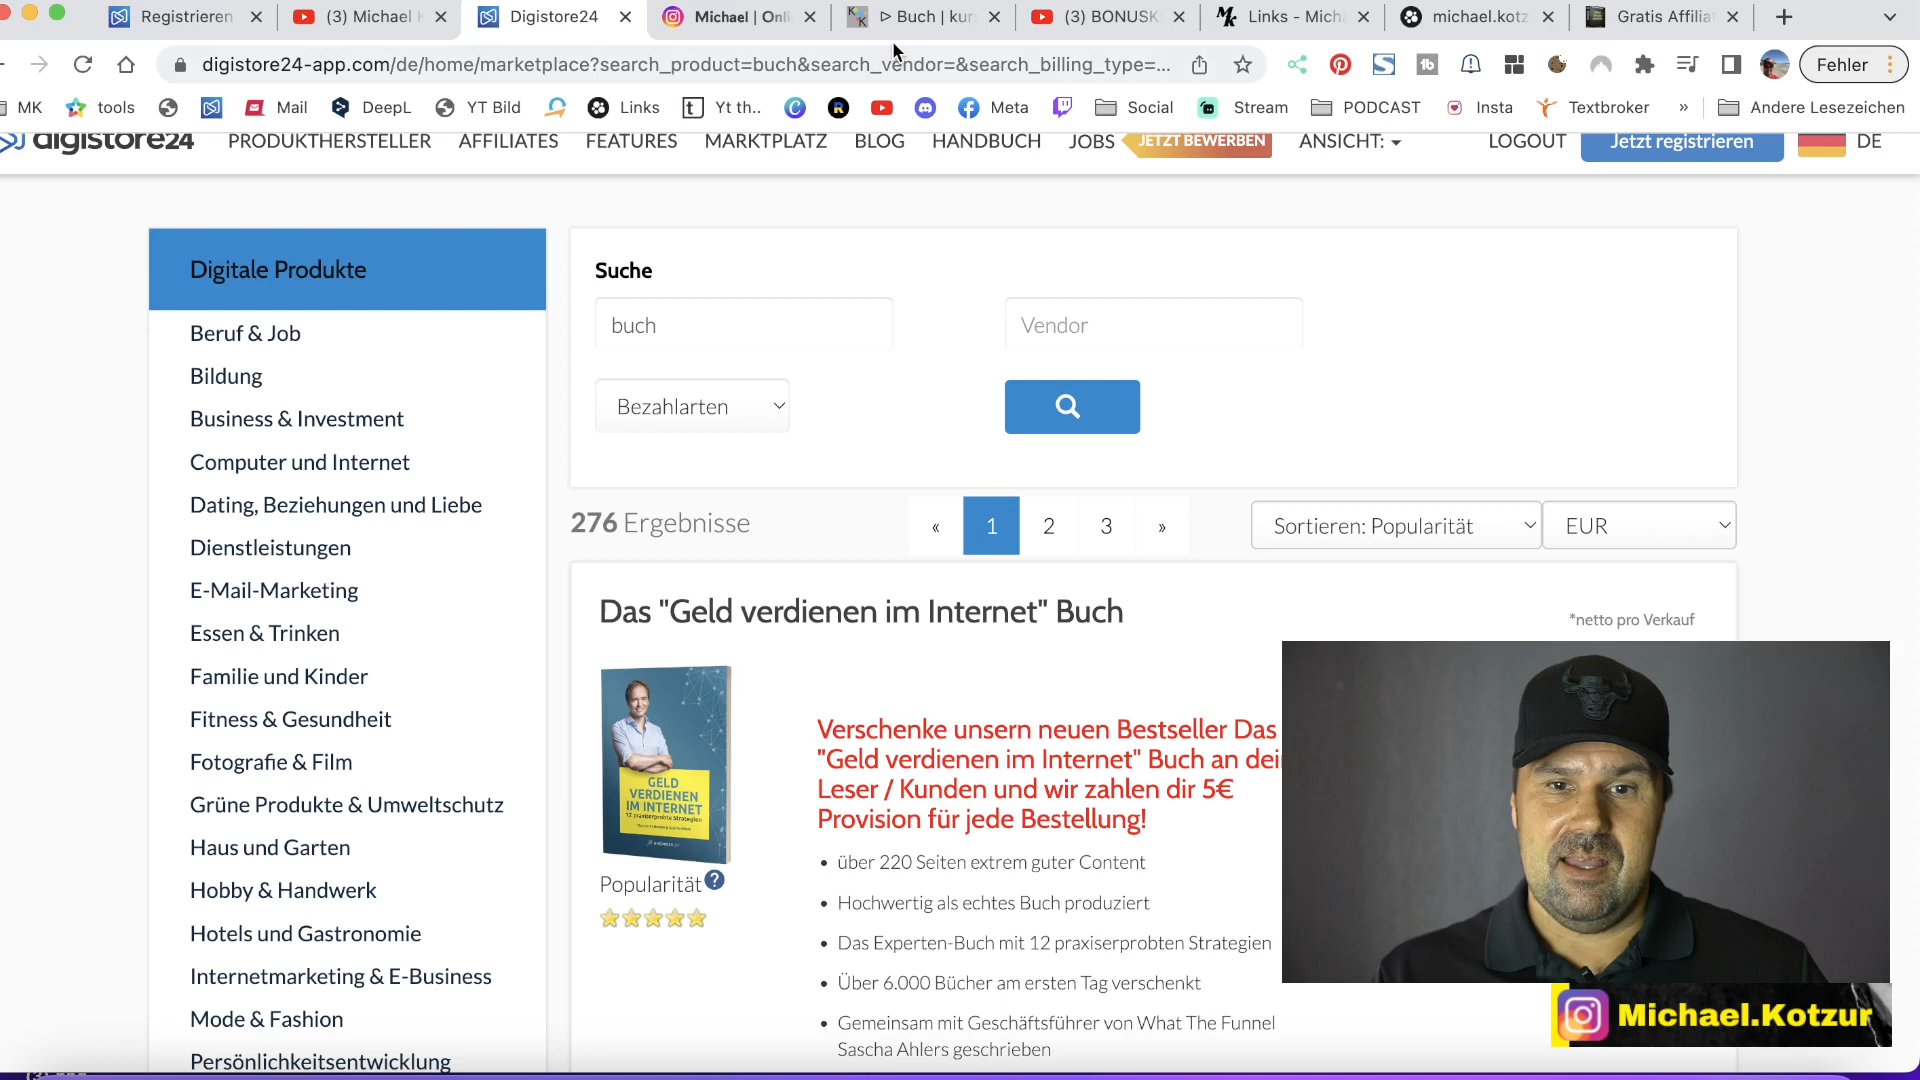 Registrieren
(3) Michael
Digistore24
Michael | Onli
Buch | kur
(3) BONUSK
Links - Mich
michael.kotz
Gratis Affilia
digistore24-app.com/de/home/marketplace?search_product=buch&search_vendor=&search_billing_type=...
Fehler
MK
tools
Mail
DeepL
YT Bild
Links
Yt th..
Meta
Social
Stream
PODCAST
Insta
Textbroker
»
Andere Lesezeichen
digistore24
PRODUKTHERSTELLER
AFFILIATES
FEATURES
MARKTPLATZ
BLOG
HANDBUCH
JOBS
JETZT BEWERBEN
ANSICHT:
LOGOUT
Jetzt registrieren
DE
Digitale Produkte
Beruf & Job
Bildung
Business & Investment
Computer und Internet
Dating, Beziehungen und Liebe
Dienstleistungen
E-Mail-Marketing
Essen & Trinken
Familie und Kinder
Fitness & Gesundheit
Fotografie & Film
Grüne Produkte & Umweltschutz
Haus und Garten
Hobby & Handwerk
Hotels und Gastronomie
Internetmarketing & E-Business
Mode & Fashion
Persönlichkeitsentwicklung
Suche
buch
Vendor
Bezahlarten
276 Ergebnisse
« 1 2 3 »
Sortieren: Popularität
EUR
Das "Geld verdienen im Internet" Buch
*netto pro Verkauf
GELD
VERDIENEN
IM INTERNET
12 praxiserprobte Strategien
Popularität
Verschenke unsern neuen Bestseller Das
"Geld verdienen im Internet" Buch an dei
Leser / Kunden und wir zahlen dir 5€
Provision für jede Bestellung!
• über 220 Seiten extrem guter Content
• Hochwertig als echtes Buch produziert
• Das Experten-Buch mit 12 praxiserprobten Strategien
• Über 6.000 Bücher am ersten Tag verschenkt
• Gemeinsam mit Geschäftsführer von What The Funnel
Sascha Ahlers geschrieben
Michael.Kotzur